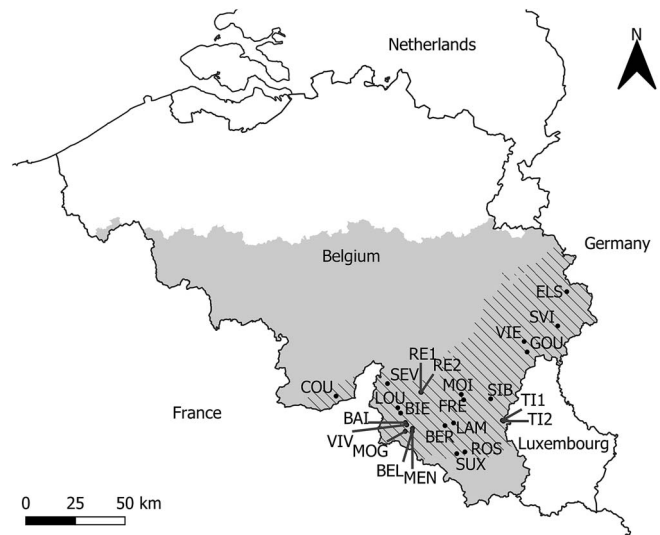 N
Netherlands
Germany
Belgium
ELS
SVI
VIE
GOU
RE1
RE2
SEV
MOI
SIB
COU
LOU
BIE
FRE
TI1
France
BAI
LAM
TI2
VIV
BER
Luxembourg
MOG
ROS
BEL
MEN
SUX
0 25 50 km